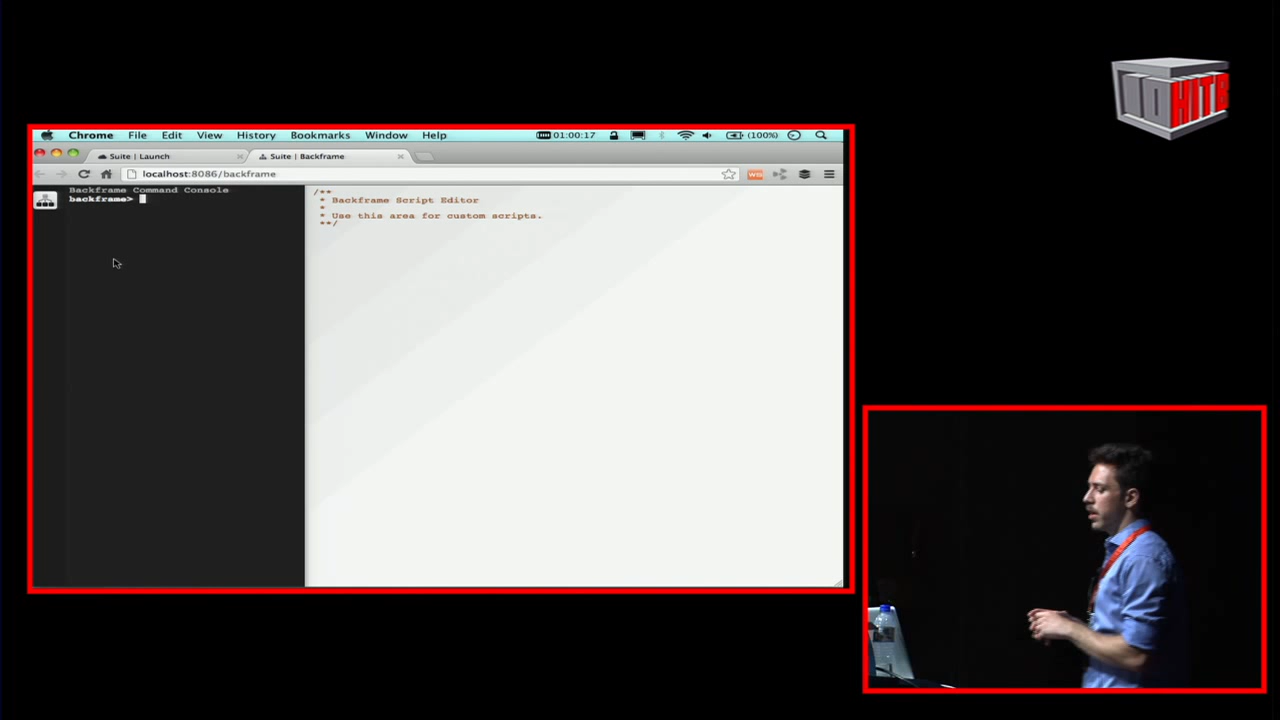 10 HITB
Chrome File Edit View History Bookmarks Window Help 01:00:17 (100%)
Suite | Launch Suite | Backframe
localhost:8086/backframe
Backframe Command Console
backframe>
/**
* Backframe Script Editor
*
* Use this area for custom scripts.
**/